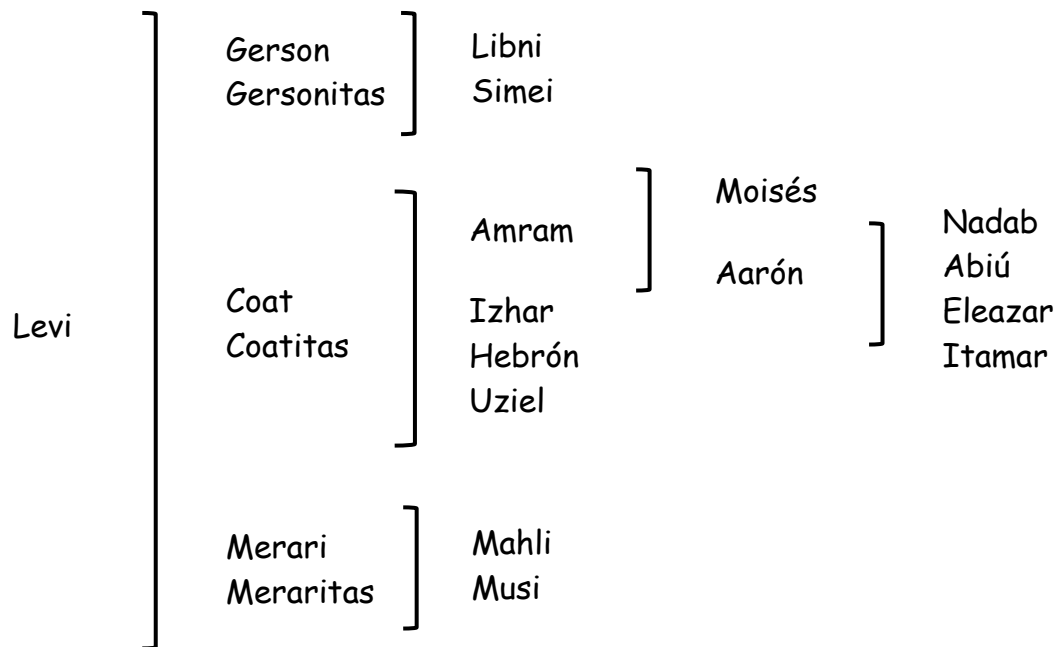 Levi
Gerson
Gersonitas
Libni
Simei
Coat
Coatitas
Amram
Izhar
Hebrón
Uziel
Moisés
Aarón
Nadab
Abiú
Eleazar
Itamar
Merari
Meraritas
Mahli
Musi